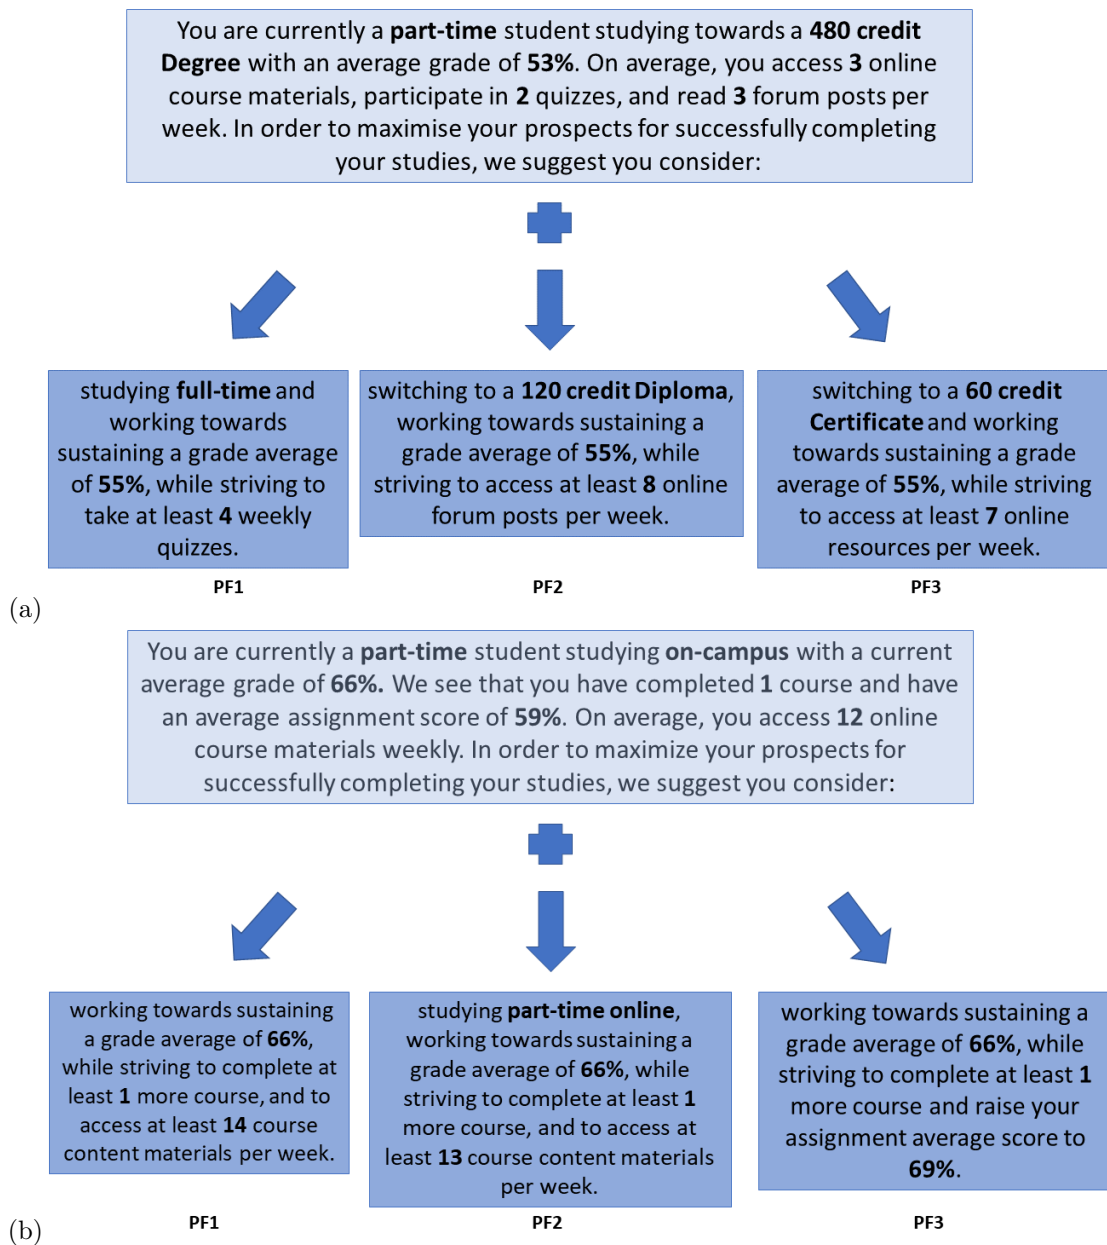 You are currently a part-time student studying towards a 480 credit
Degree with an average grade of 53%. On average, you access 3 online
course materials, participate in 2 quizzes, and read 3 forum posts per
week. In order to maximise your prospects for successfully completing
your studies, we suggest you consider:
studying full-time and
working towards
sustaining a grade average
of 55%, while striving to
take at least 4 weekly
quizzes.
PF1
switching to a 120 credit Diploma,
working towards sustaining a
grade average of 55%, while
striving to access at least 8 online
forum posts per week.
PF2
switching to a 60 credit
Certificate and working
towards sustaining a grade
average of 55%, while striving
to access at least 7 online
resources per week.
PF3
(a)
You are currently a part-time student studying on-campus with a current
average grade of 66%. We see that you have completed 1 course and have
an average assignment score of 59%. On average, you access 12 online
course materials weekly. In order to maximize your prospects for
successfully completing your studies, we suggest you consider:
working towards sustaining
a grade average of 66%,
while striving to complete at
least 1 more course, and to
access at least 14 course
content materials per week.
PF1
studying part-time online,
working towards sustaining a
grade average of 66%, while
striving to complete at least 1
more course, and to access at
least 13 course content materials
per week.
PF2
working towards sustaining a
grade average of 66%, while
striving to complete at least 1
more course and raise your
assignment average score to
69%.
PF3
(b)